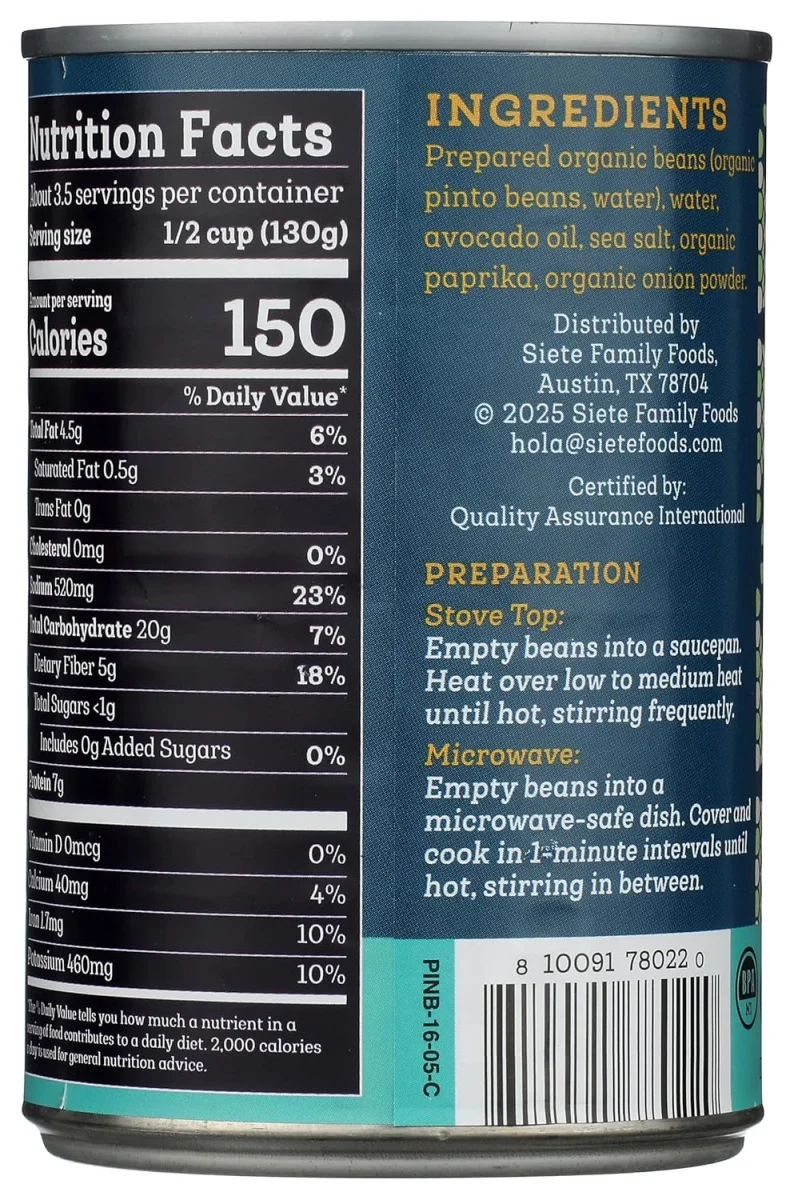 Nutrition Facts
About 3.5 servings per container
Serving size 1/2 cup (130g)
Amount per serving
Calories 150
% Daily Value*
Total Fat 4.5g 6%
Saturated Fat 0.5g 3%
Trans Fat 0g
Cholesterol 0mg 0%
Sodium 520mg 23%
Total Carbohydrate 20g 7%
Dietary Fiber 5g 18%
Total Sugars <1g
Includes 0g Added Sugars 0%
Protein 7g
Vitamin D 0mcg 0%
Calcium 40mg 4%
Iron 1.7mg 10%
Potassium 460mg 10%
*The % Daily Value tells you how much a nutrient in a
serving of food contributes to a daily diet. 2,000 calories
a day is used for general nutrition advice.
INGREDIENTS
Prepared organic beans (organic
pinto beans, water), water,
avocado oil, sea salt, organic
paprika, organic onion powder.
Distributed by
Siete Family Foods,
Austin, TX 78704
© 2025 Siete Family Foods
hola@sietefoods.com
Certified by:
Quality Assurance International
PREPARATION
Stove Top:
Empty beans into a saucepan.
Heat over low to medium heat
until hot, stirring frequently.
Microwave:
Empty beans into a
microwave-safe dish. Cover and
cook in 1-minute intervals until
hot, stirring in between.
PINB-16-05-C
8 10091 78022 0
BPA